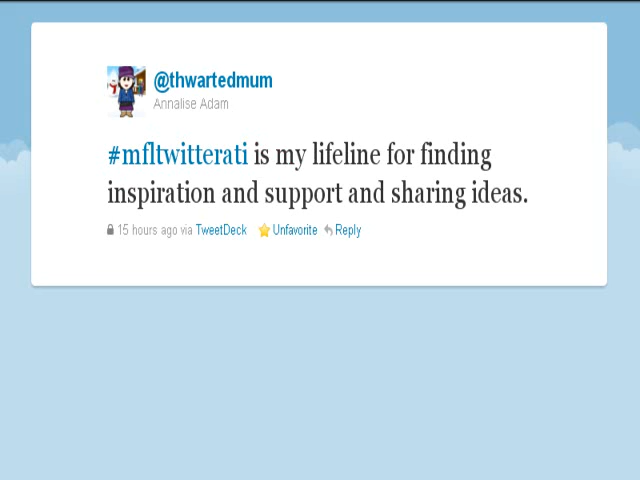 @thwartedmum
Annalise Adam
#mfltwitterati is my lifeline for finding
inspiration and support and sharing ideas.
15 hours ago via TweetDeck Unfavorite Reply